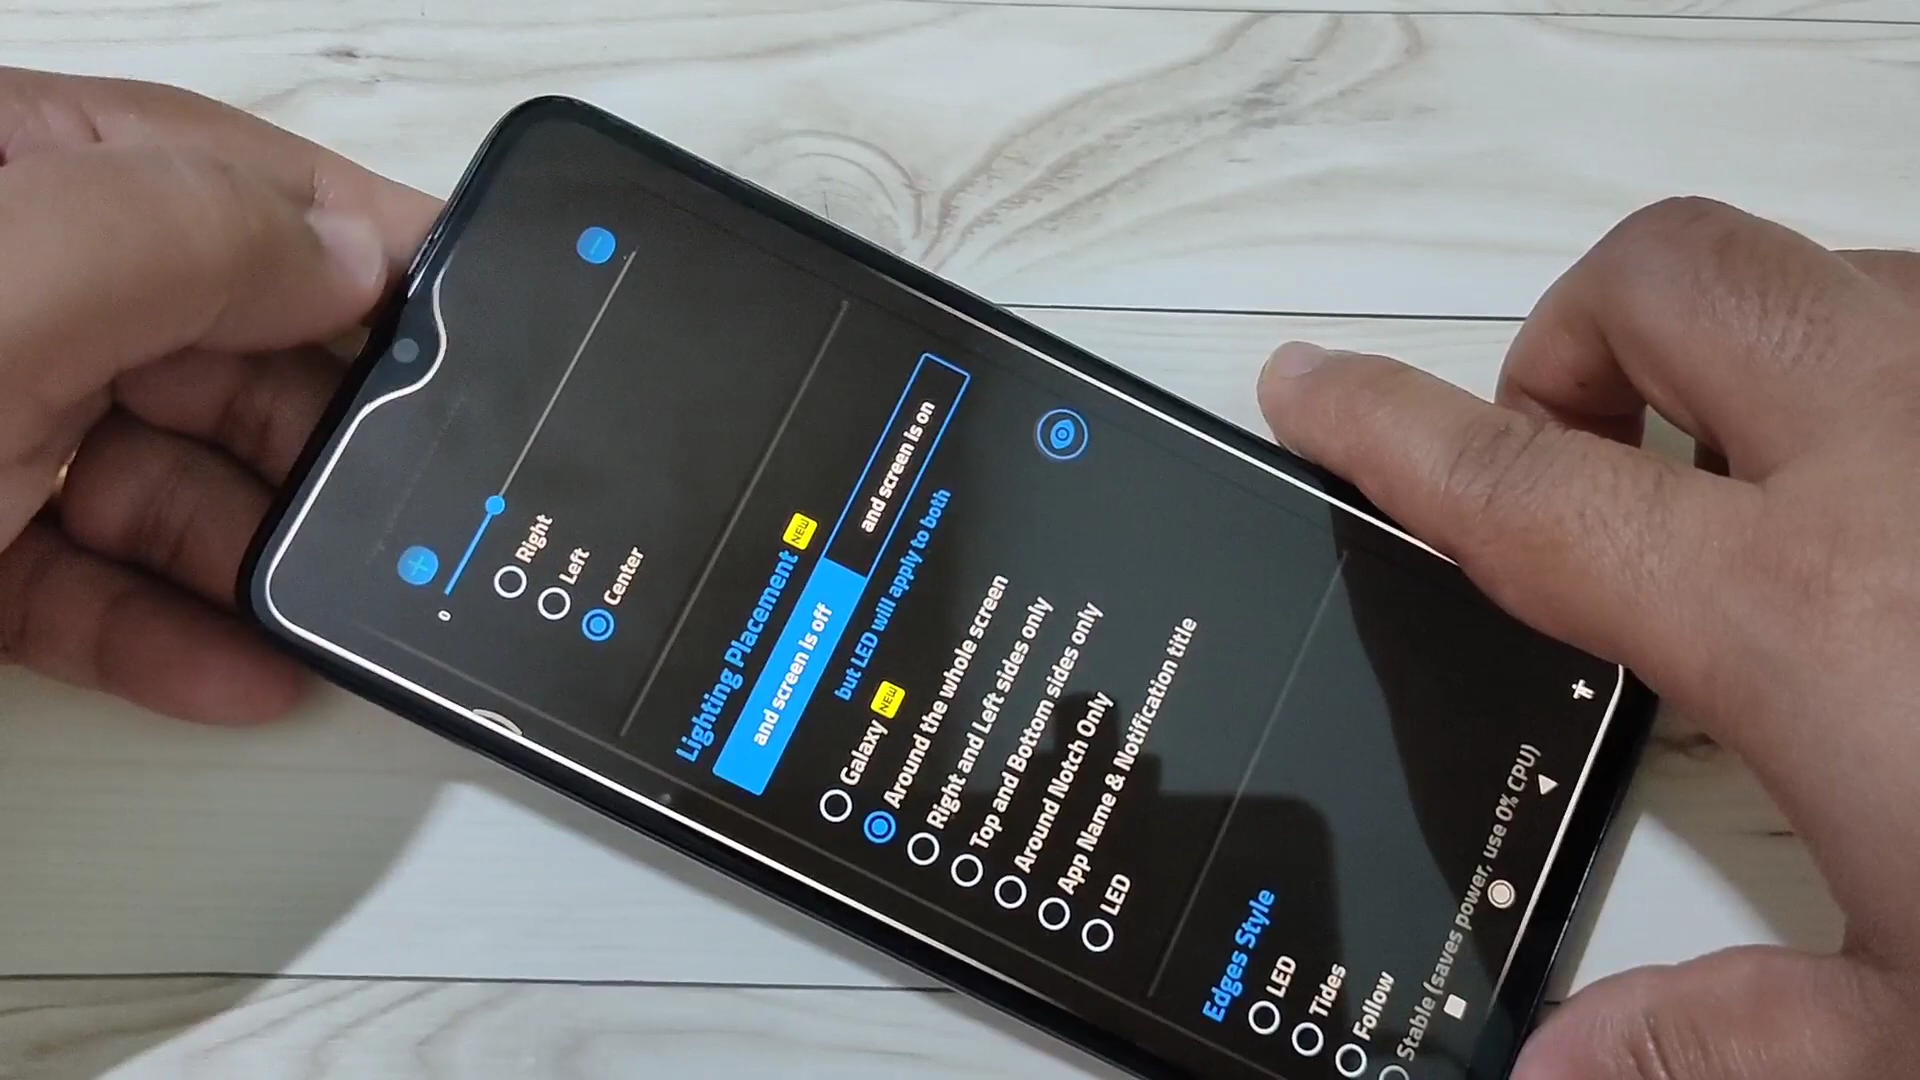 0
Right
Left
Center
Lighting Placement NEW
and screen is off
and screen is on
but LED will apply to both
Galaxy NEW
Around the whole screen
Right and Left sides only
Top and Bottom sides only
Around Notch Only
App Name & Notification title
LED
Edges Style
LED
Tides
Follow
Stable (saves power, use 0% CPU)